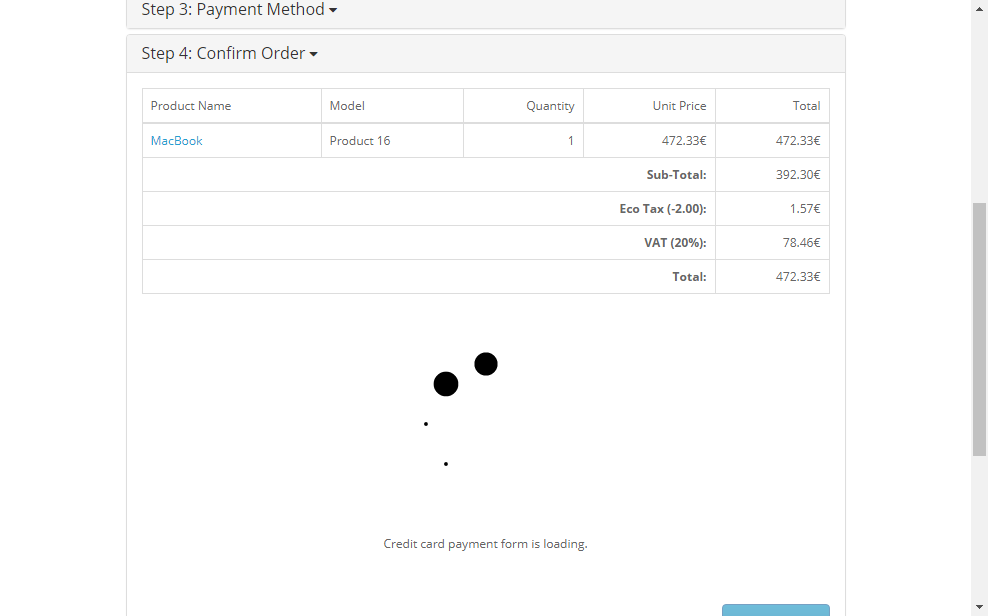 Step 3: Payment Method
Step 4: Confirm Order
Product Name Model Quantity Unit Price Total
MacBook Product 16 1 472.33€ 472.33€
Sub-Total: 392.30€
Eco Tax (-2.00): 1.57€
VAT (20%): 78.46€
Total: 472.33€
Credit card payment form is loading.